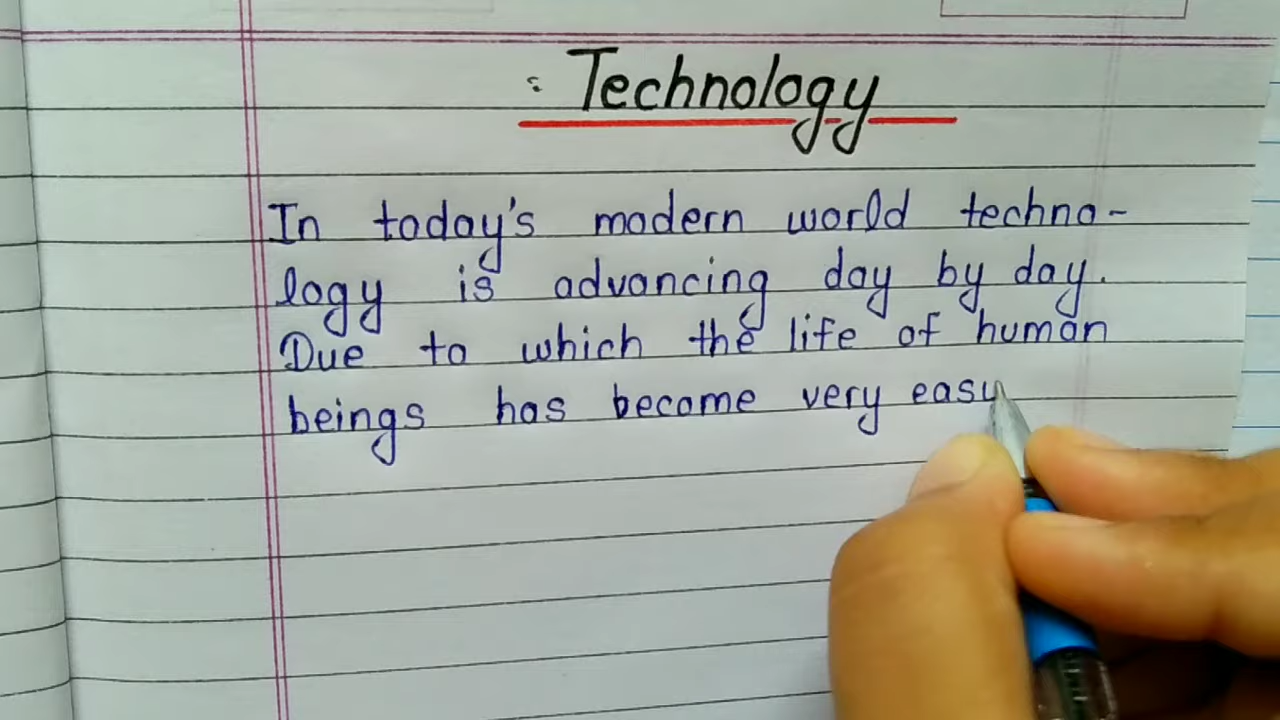 : Technology
In today's modern world techno-
logy is advancing day by day.
Due to which the life of human
beings has become very easy